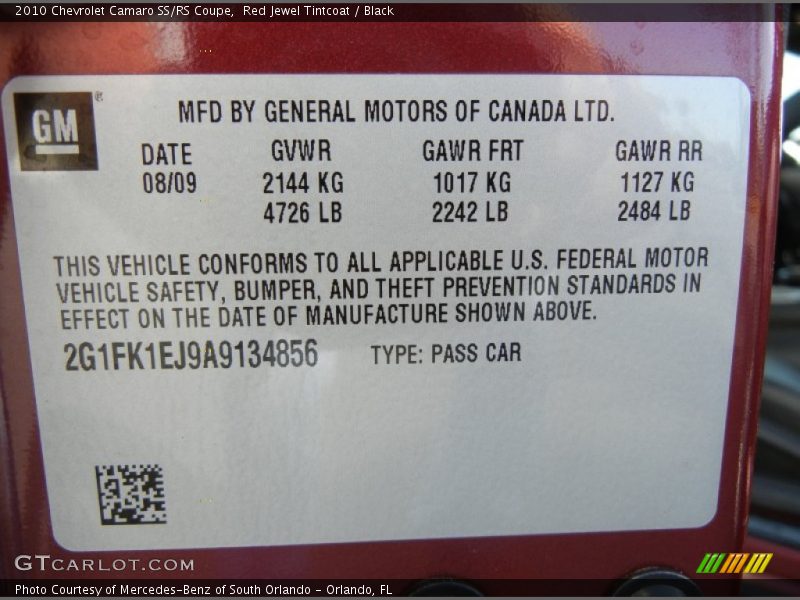 2010 Chevrolet Camaro SS/RS Coupe,  Red Jewel Tintcoat / Black
GM®
MFD BY GENERAL MOTORS OF CANADA LTD.
DATE GVWR GAWR FRT GAWR RR
08/09 2144 KG 1017 KG 1127 KG
4726 LB 2242 LB 2484 LB
THIS VEHICLE CONFORMS TO ALL APPLICABLE U.S. FEDERAL MOTOR
VEHICLE SAFETY, BUMPER, AND THEFT PREVENTION STANDARDS IN
EFFECT ON THE DATE OF MANUFACTURE SHOWN ABOVE.
2G1FK1EJ9A9134856 TYPE: PASS CAR
GTCARLOT.COM
Photo Courtesy of Mercedes-Benz of South Orlando - Orlando, FL